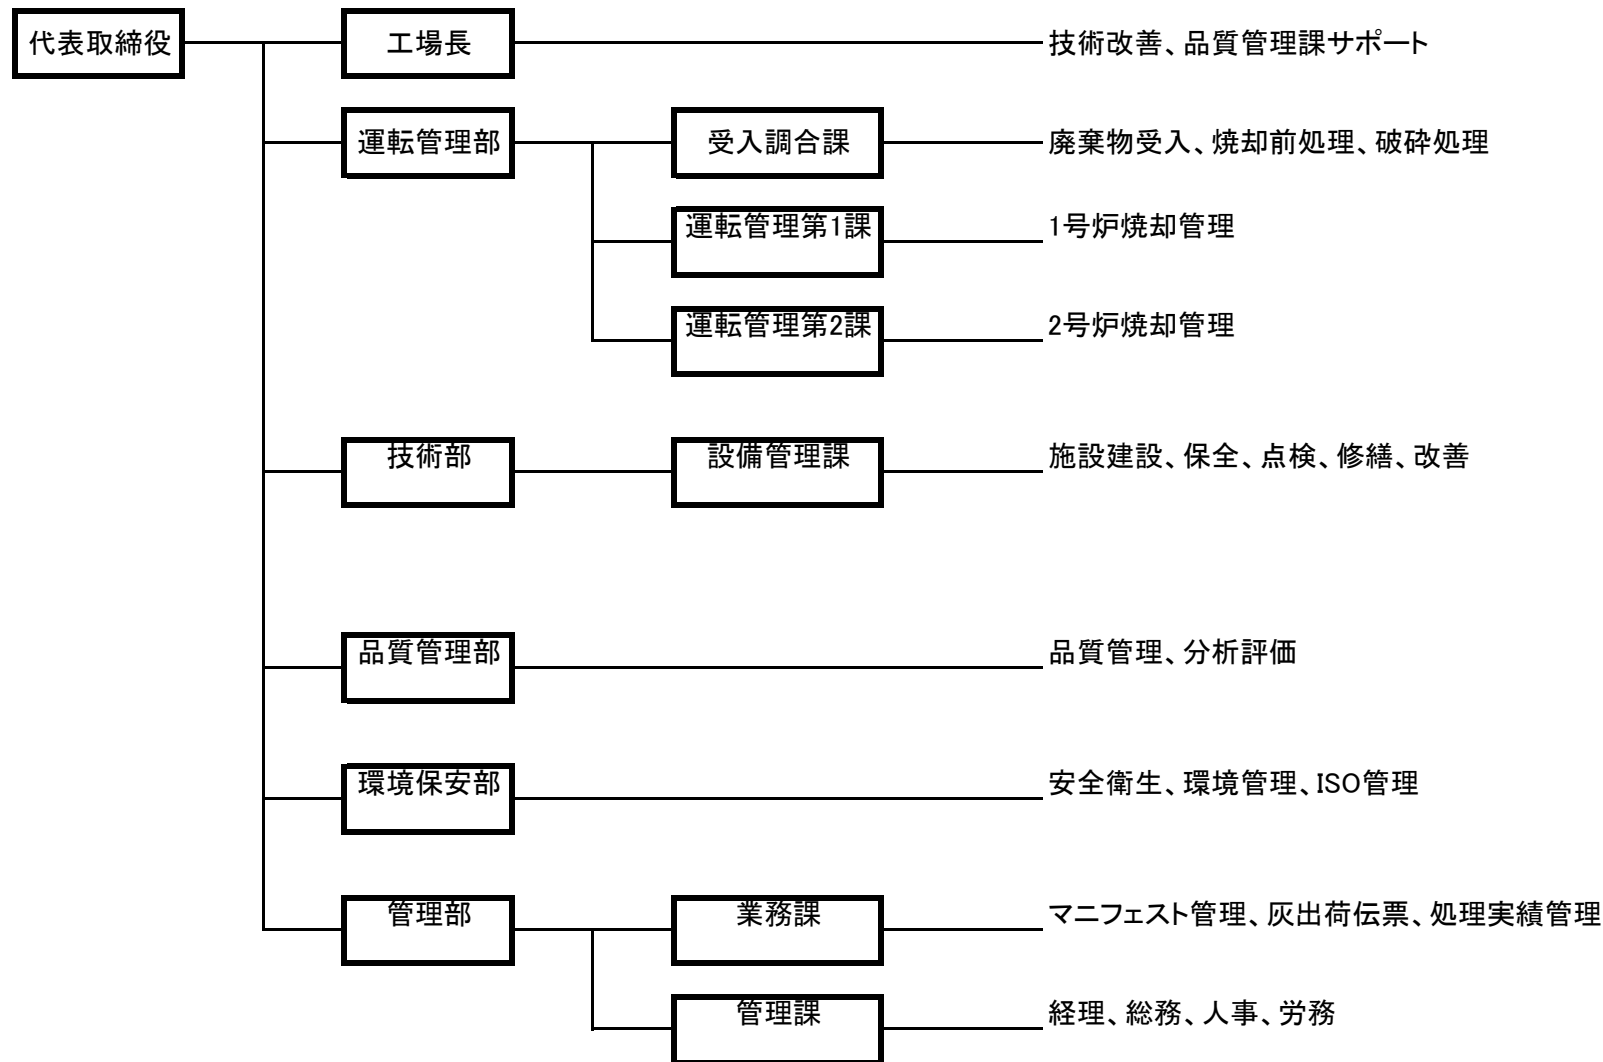 代表取締役 工場長 技術改善、品質管理課サポート
運転管理部 受入調合課 廃棄物受入、焼却前処理、破砕処理
運転管理第1課 1号炉焼却管理
運転管理第2課 2号炉焼却管理
技術部 設備管理課 施設建設、保全、点検、修繕、改善
品質管理部 品質管理、分析評価
環境保安部 安全衛生、環境管理、ISO管理
管理部 業務課 マニフェスト管理、灰出荷伝票、処理実績管理
管理課 経理、総務、人事、労務